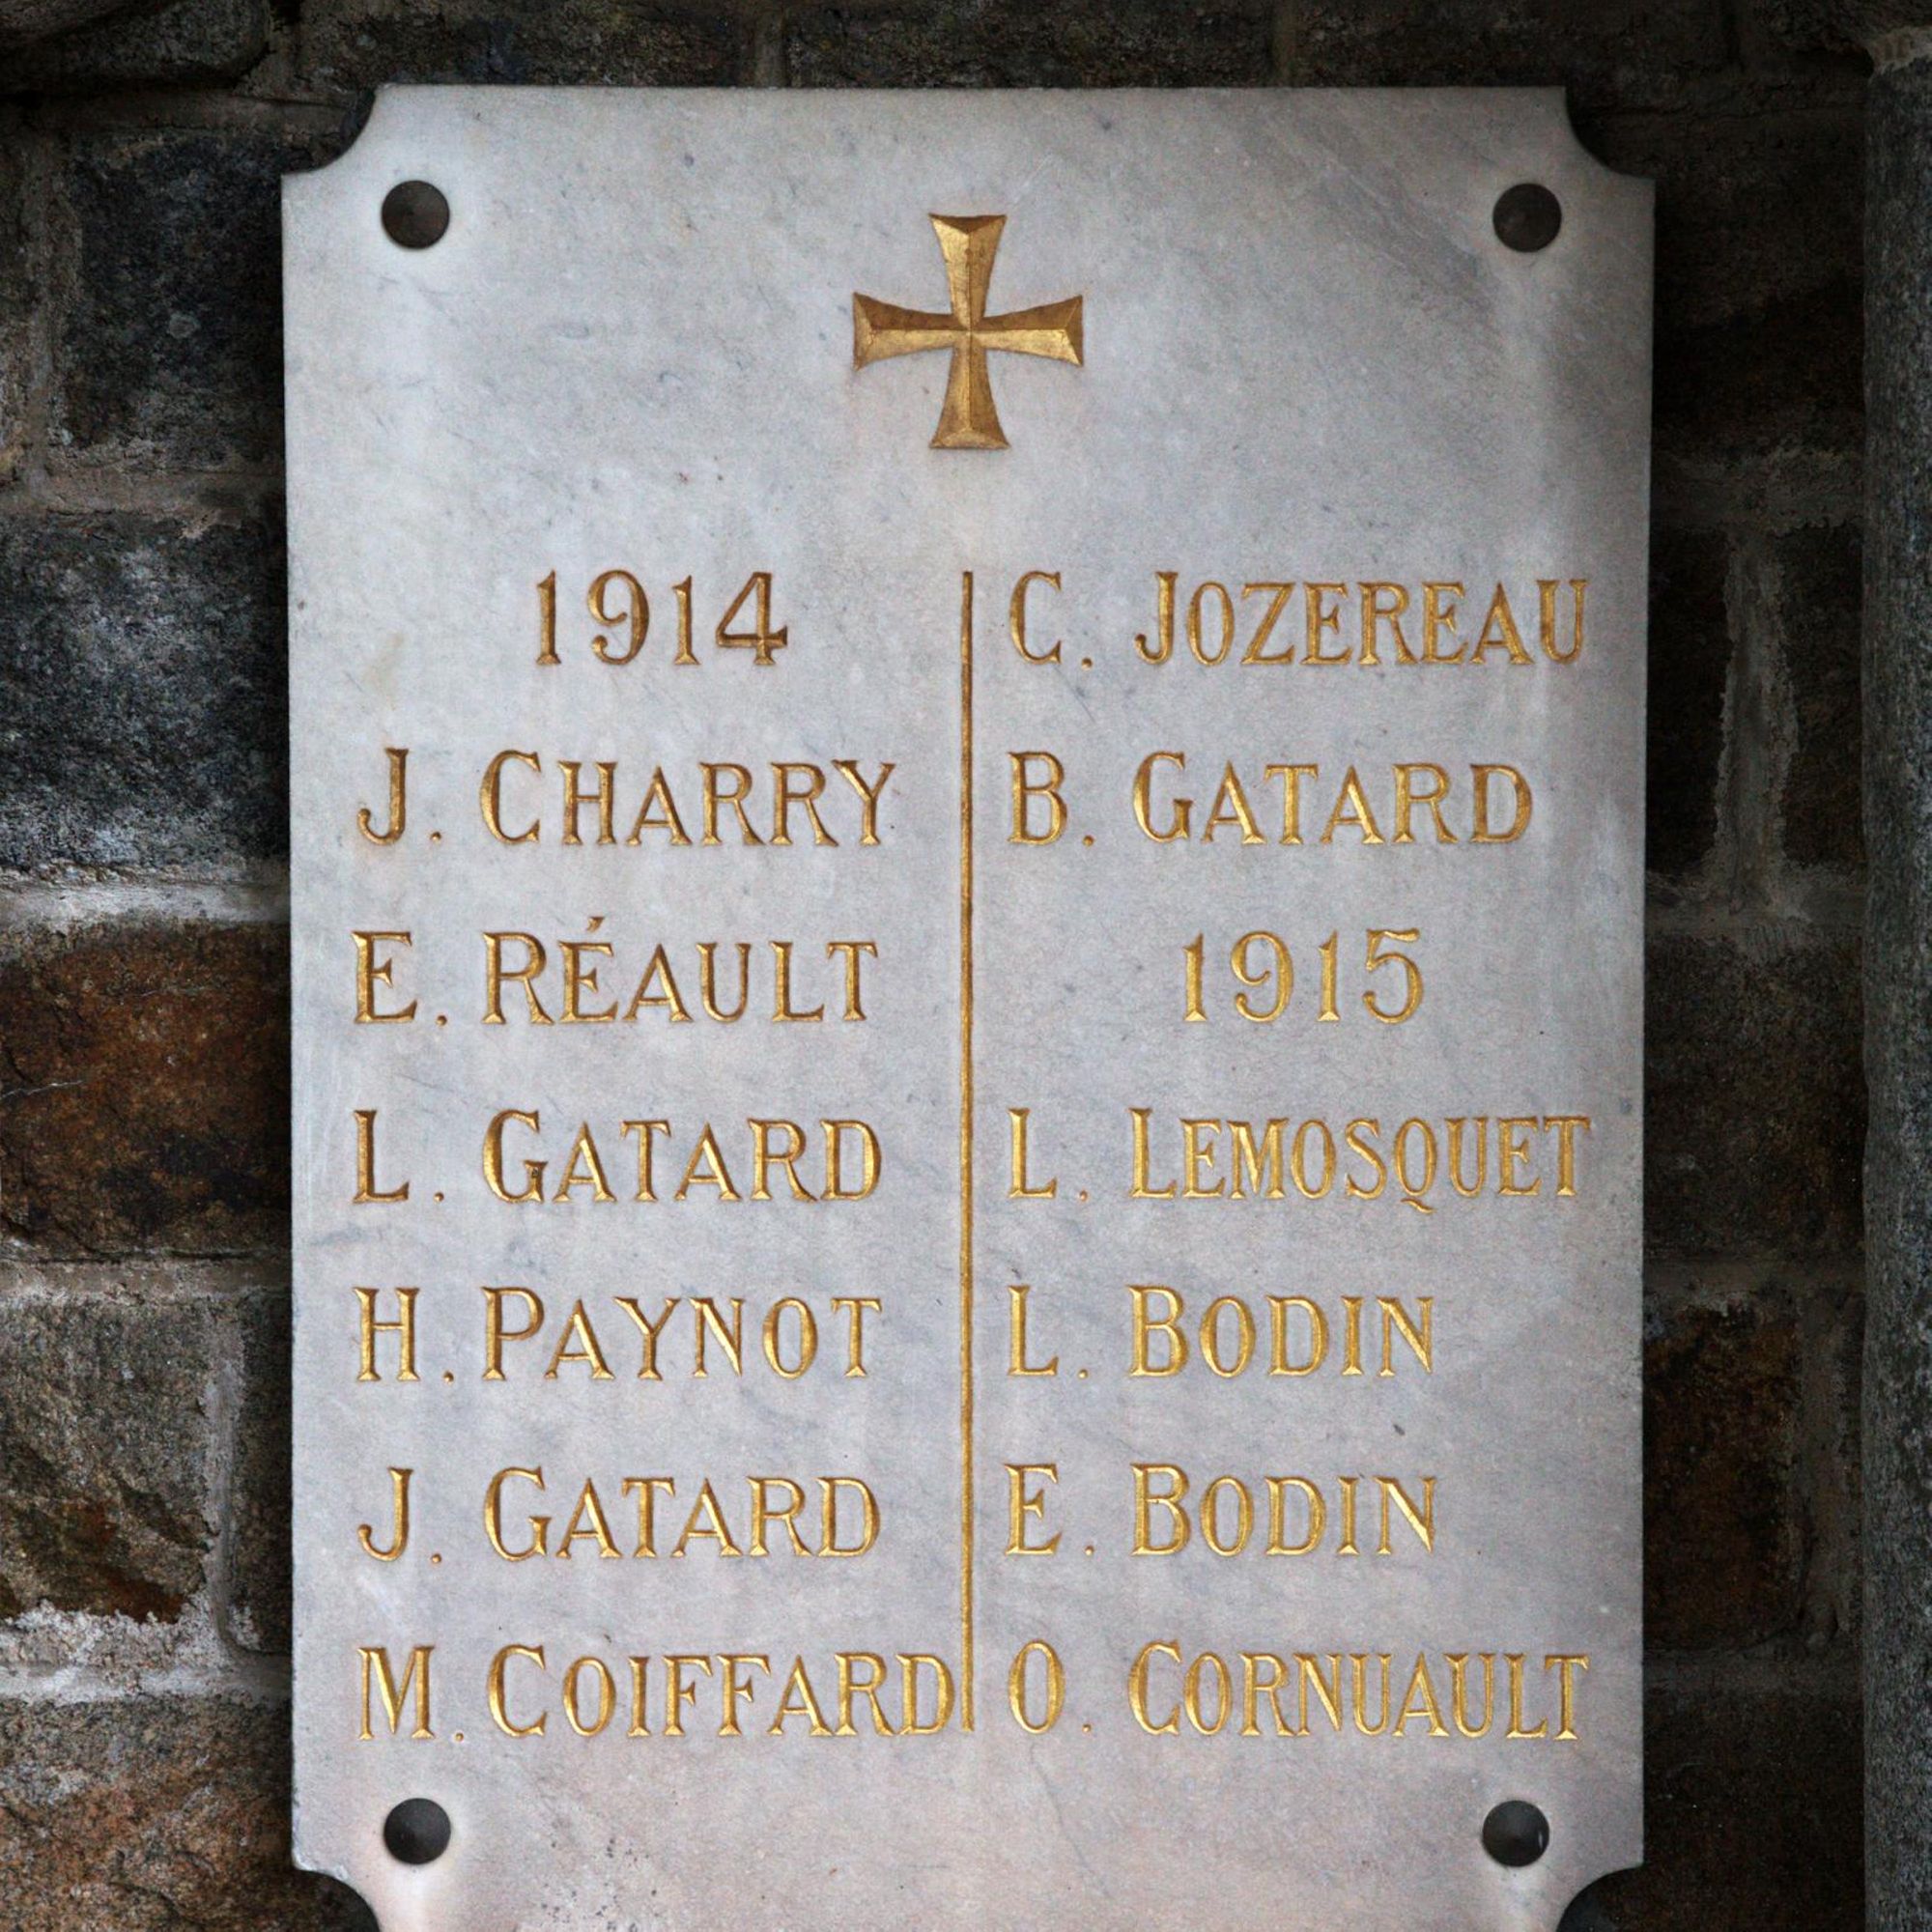 1914
J. CHARRY
E. RÉAULT
L. GATARD
H. PAYNOT
J. GATARD
M. COIFFARD
C. JOZEREAU
B. GATARD
1915
L. LEMOSQUET
L. BODIN
E. BODIN
O. CORNUAULT